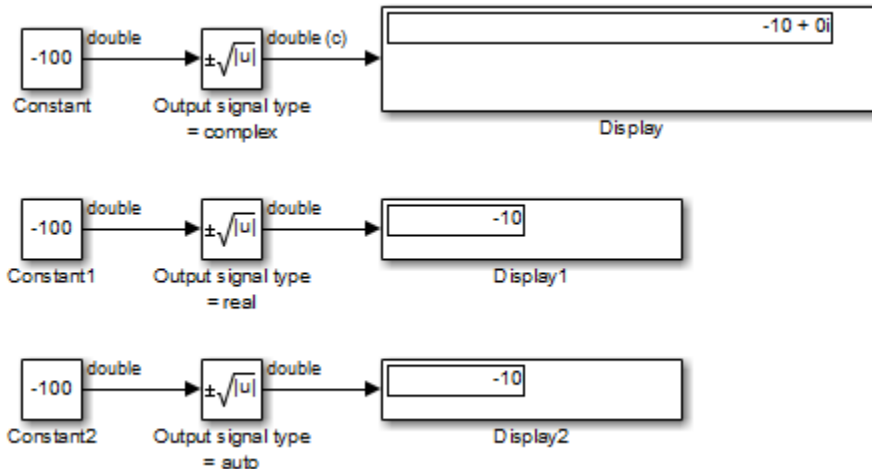 double
double (c)
-10 + 0i
-100
±√|u|
Constant
Output signal type
= complex
Display
double
double
-10
-100
±√|u|
Constant1
Output signal type
= real
Display1
double
double
-10
-100
±√|u|
Constant2
Output signal type
= auto
Display2